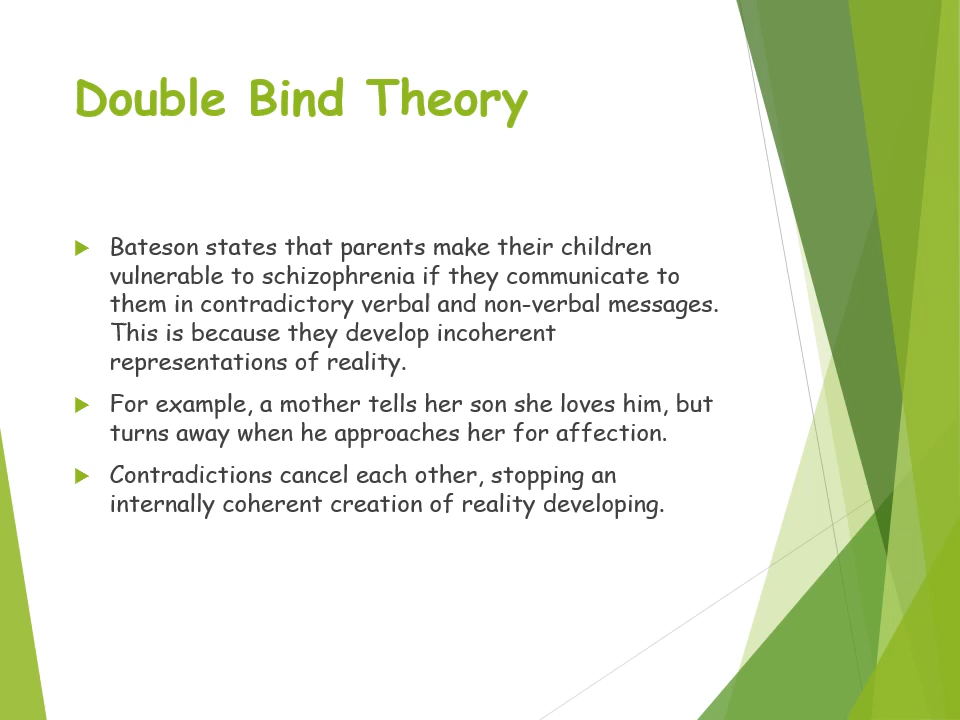 Double Bind Theory
Bateson states that parents make their children
vulnerable to schizophrenia if they communicate to
them in contradictory verbal and non-verbal messages.
This is because they develop incoherent
representations of reality.
For example, a mother tells her son she loves him, but
turns away when he approaches her for affection.
Contradictions cancel each other, stopping an
internally coherent creation of reality developing.